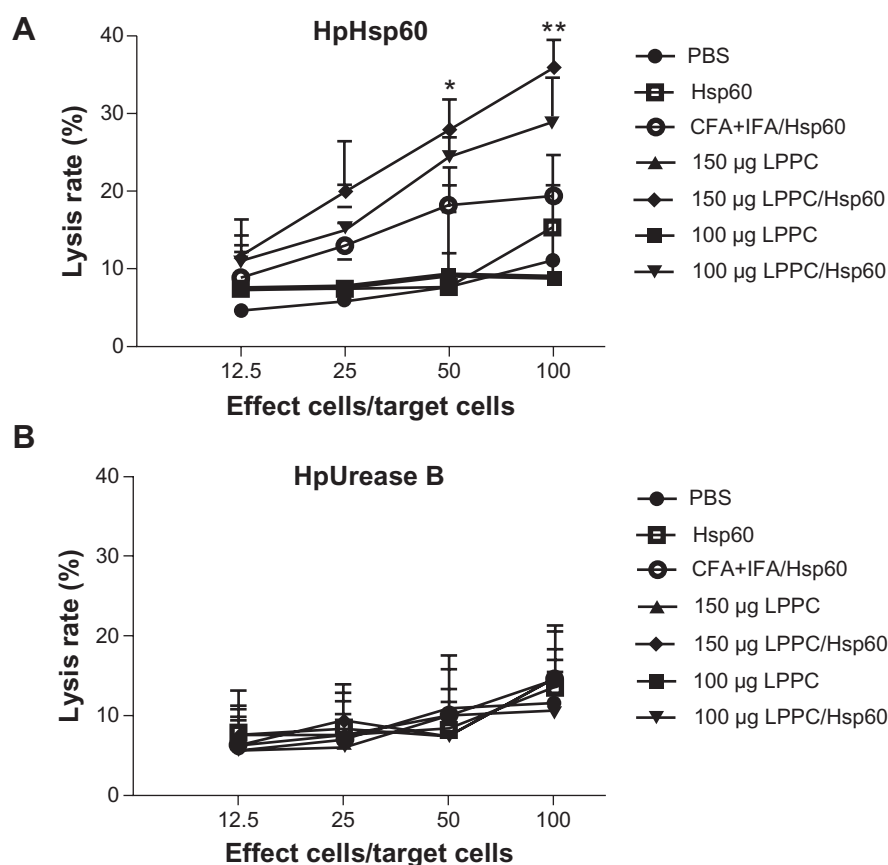 A
HpHsp60
40
30
20
10
0
Lysis rate (%)
*
**
12.5 25 50 100
Effect cells/target cells
PBS
Hsp60
CFA+IFA/Hsp60
150 µg LPPC
150 µg LPPC/Hsp60
100 µg LPPC
100 µg LPPC/Hsp60
B
HpUrease B
40
30
20
10
0
Lysis rate (%)
12.5 25 50 100
Effect cells/target cells
PBS
Hsp60
CFA+IFA/Hsp60
150 µg LPPC
150 µg LPPC/Hsp60
100 µg LPPC
100 µg LPPC/Hsp60